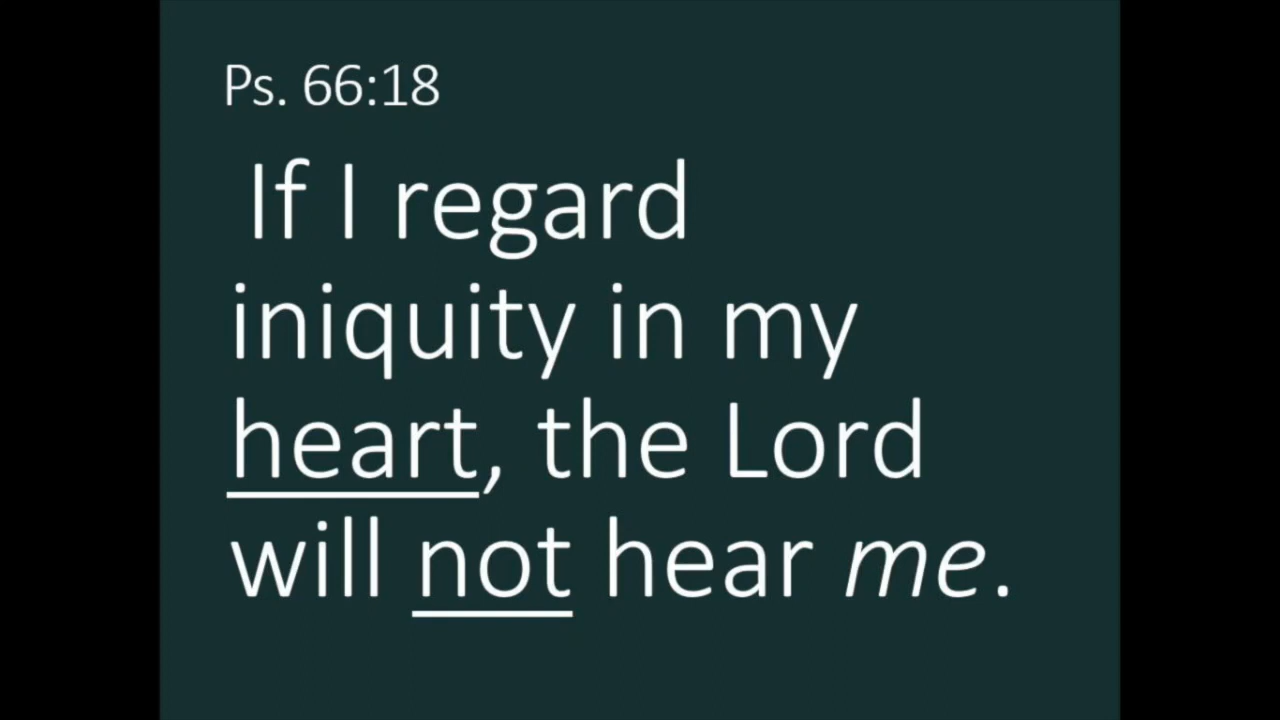 Ps. 66:18
If I regard
iniquity in my
heart, the Lord
will not hear me.